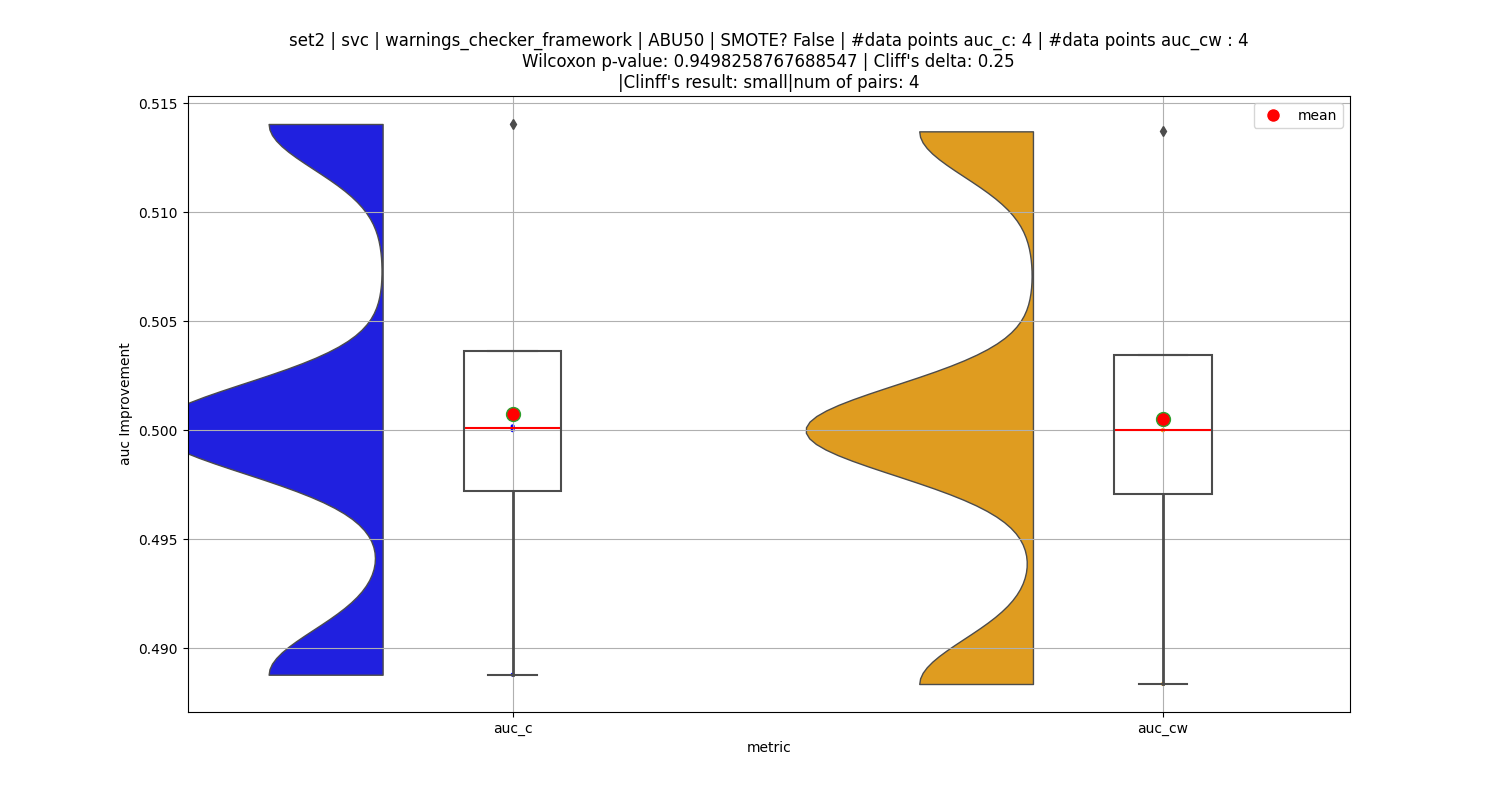 set2 | svc | warnings_checker_framework | ABU50 | SMOTE? False | #data points auc_c: 4 | #data points auc_cw : 4
Wilcoxon p-value: 0.9498258767688547 | Cliff's delta: 0.25
|Clinff's result: small|num of pairs: 4
mean
0.515
0.510
0.505
0.500
0.495
0.490
auc Improvement
auc_c
auc_cw
metric